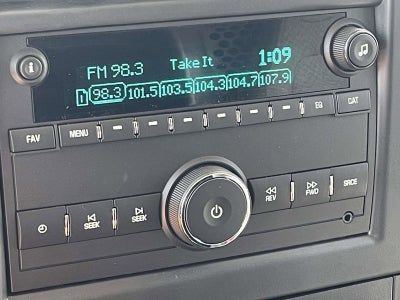 FM 98.3 Take It 1:09
1 98.3 101.5 103.5 104.3 104.7 107.9
FAV MENU EQ CAT
SEEK SEEK REV FWD SRCE